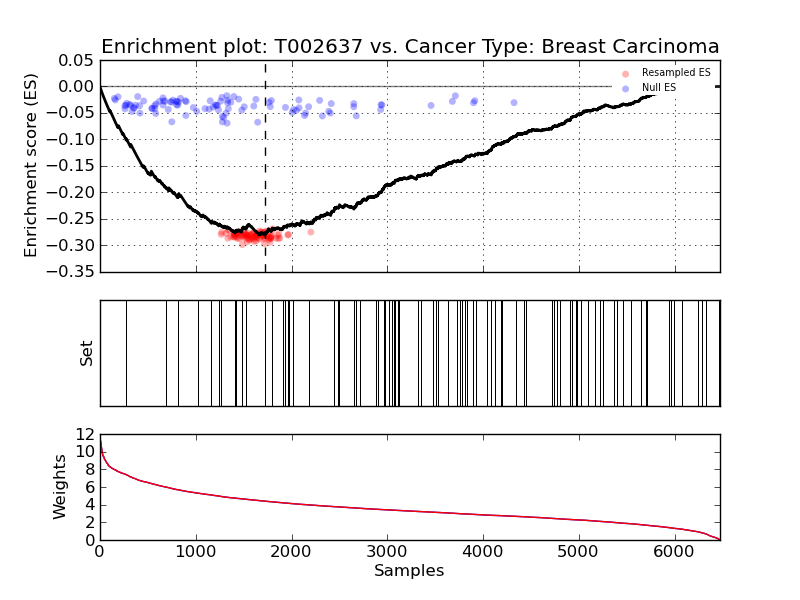 Enrichment plot: T002637 vs. Cancer Type: Breast Carcinoma
0.05
0.00
−0.05
−0.10
−0.15
−0.20
−0.25
−0.30
−0.35
Enrichment score (ES)
Resampled ES
Null ES
Set
12
10
8
6
4
2
0
Weights
0 1000 2000 3000 4000 5000 6000
Samples